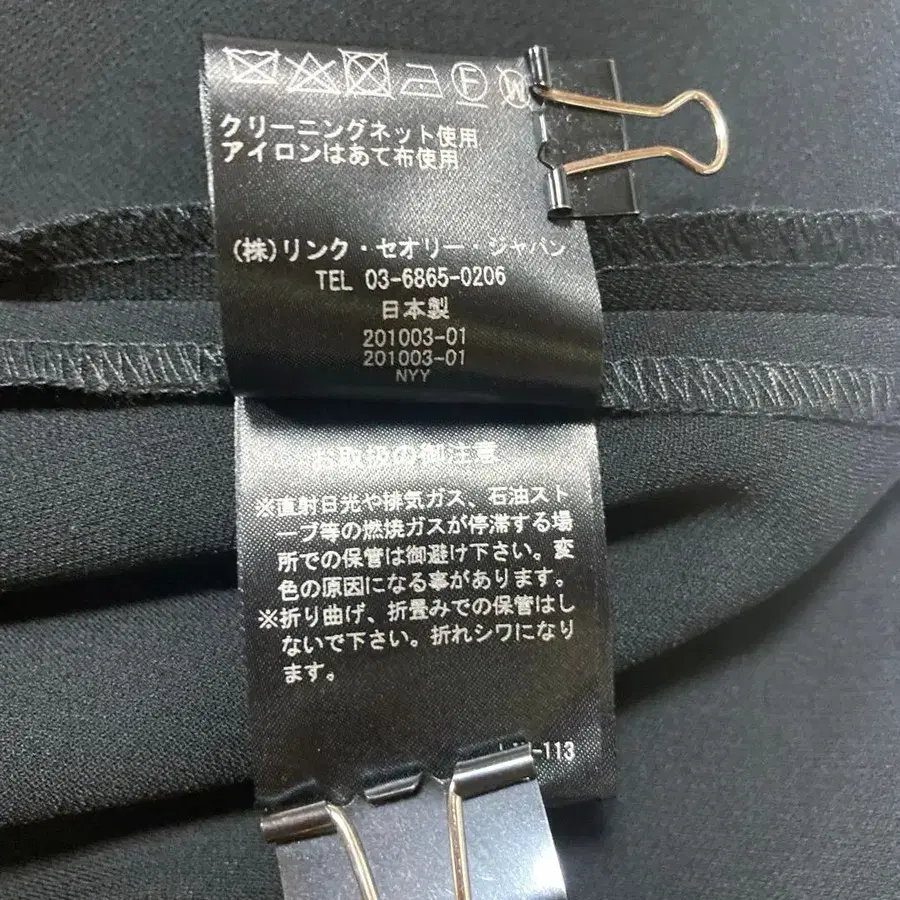 クリーニングネット使用
アイロンはあて布使用
(株)リンク・セオリー・ジャパン
TEL 03-6865-0206
日本製
201003-01
201003-01
NYY
お取扱の御注意
※直射日光や排気ガス、石油スト
ーブ等の燃焼ガスが停滞する場
所での保管は御避け下さい。変
色の原因になる事があります。
※折り曲げ、折畳みでの保管はし
ないで下さい。折れシワになり
ます。
-113